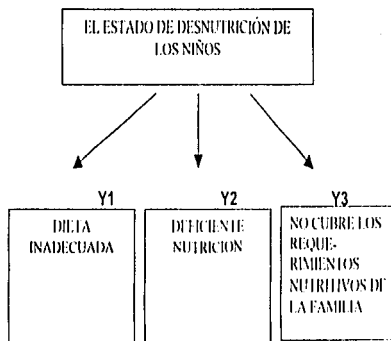 EL ESTADO DE DESNUTRICIÓN DE
LOS NIÑOS
Y1
Y2
Y3
DIETA
INADECUADA
DEFICIENTE
NUTRICION
NO CUBRE LOS
REQUE-
RIMIENTOS
NUTRITIVOS DE
LA FAMILIA